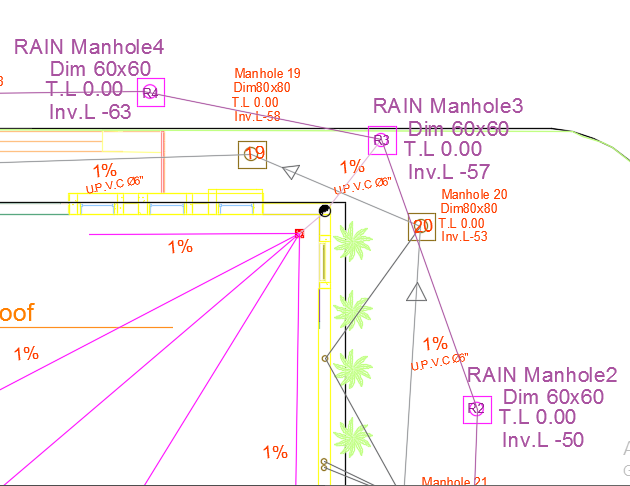 RAIN Manhole4
Dim 60x60
T.L 0.00
Inv.L -63
R4
Manhole 19
Dim80x80
T.L 0.00
Inv.L-58
RAIN Manhole3
Dim 60x60
T.L 0.00
Inv.L -57
R3
19
1%
U.P.V.C Ø6"
1%
U.P.V.C Ø6"
Manhole 20
Dim80x80
T.L 0.00
Inv.L-53
20
1%
oof
1%
1%
U.P.V.C Ø6"
RAIN Manhole2
Dim 60x60
T.L 0.00
Inv.L -50
R2
1%
Manhole 21